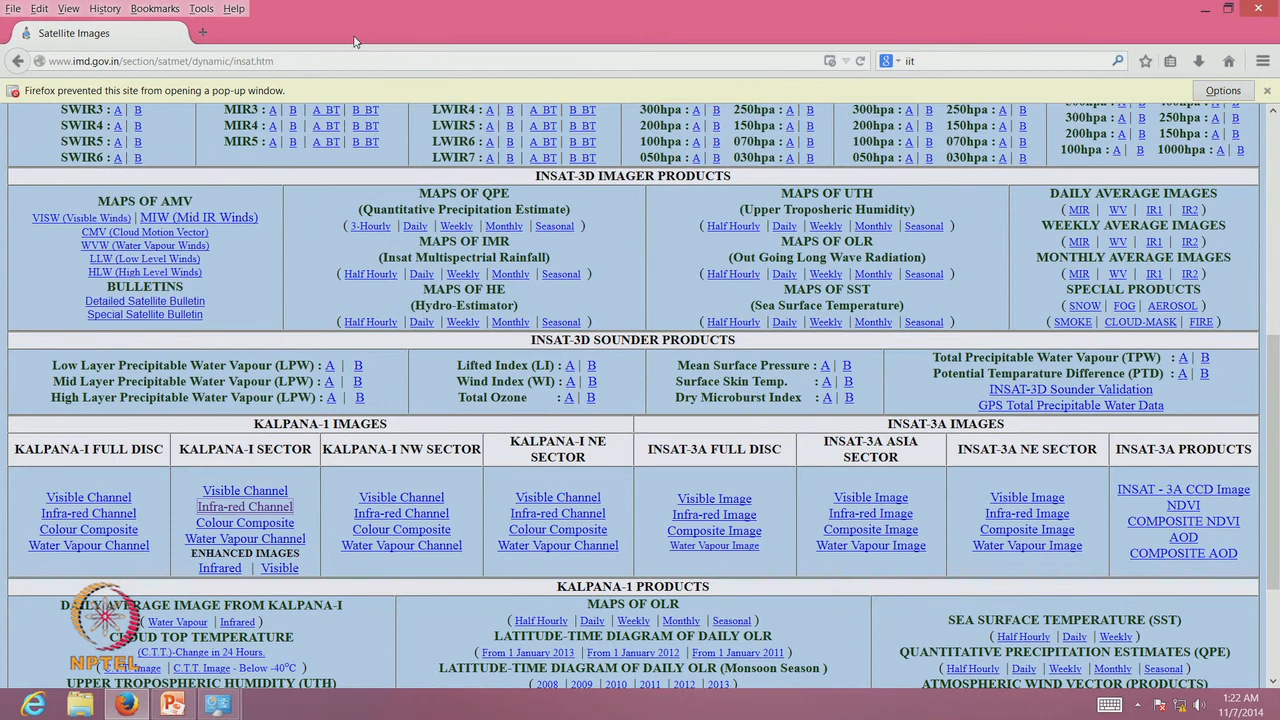 File Edit View History Bookmarks Tools Help
Satellite Images
www.imd.gov.in/section/satmet/dynamic/insat.htm
iit
Firefox prevented this site from opening a pop-up window.
Options
SWIR3 : A | B
SWIR4 : A | B
SWIR5 : A | B
SWIR6 : A | B
MIR3 : A | B | A_BT | B_BT
MIR4 : A | B | A_BT | B_BT
MIR5 : A | B | A_BT | B_BT
LWIR4 : A | B | A_BT | B_BT
LWIR5 : A | B | A_BT | B_BT
LWIR6 : A | B | A_BT | B_BT
LWIR7 : A | B | A_BT | B_BT
300hpa : A | B 250hpa : A | B
200hpa : A | B 150hpa : A | B
100hpa : A | B 070hpa : A | B
050hpa : A | B 030hpa : A | B
300hpa : A | B 250hpa : A | B
200hpa : A | B 150hpa : A | B
100hpa : A | B 070hpa : A | B
050hpa : A | B 030hpa : A | B
300hpa : A | B 250hpa : A | B
200hpa : A | B 150hpa : A | B
100hpa : A | B 1000hpa : A | B
INSAT-3D IMAGER PRODUCTS
MAPS OF AMV
VISW (Visible Winds) | MIW (Mid IR Winds)
CMV (Cloud Motion Vector)
WVW (Water Vapour Winds)
LLW (Low Level Winds)
HLW (High Level Winds)
BULLETINS
Detailed Satellite Bulletin
Special Satellite Bulletin
MAPS OF QPE
(Quantitative Precipitation Estimate)
( 3-Hourly | Daily | Weekly | Monthly | Seasonal )
MAPS OF IMR
(Insat Multispectrial Rainfall)
( Half Hourly | Daily | Weekly | Monthly | Seasonal )
MAPS OF HE
(Hydro-Estimator)
( Half Hourly | Daily | Weekly | Monthly | Seasonal )
MAPS OF UTH
(Upper Troposheric Humidity)
( Half Hourly | Daily | Weekly | Monthly | Seasonal )
MAPS OF OLR
(Out Going Long Wave Radiation)
( Half Hourly | Daily | Weekly | Monthly | Seasonal )
MAPS OF SST
(Sea Surface Temperature)
( Half Hourly | Daily | Weekly | Monthly | Seasonal )
DAILY AVERAGE IMAGES
( MIR | WV | IR1 | IR2 )
WEEKLY AVERAGE IMAGES
( MIR | WV | IR1 | IR2 )
MONTHLY AVERAGE IMAGES
( MIR | WV | IR1 | IR2 )
SPECIAL PRODUCTS
( SNOW | FOG | AEROSOL )
( SMOKE | CLOUD-MASK | FIRE )
INSAT-3D SOUNDER PRODUCTS
Low Layer Precipitable Water Vapour (LPW) : A | B
Mid Layer Precipitable Water Vapour (LPW) : A | B
High Layer Precipitable Water Vapour (LPW) : A | B
Lifted Index (LI) : A | B
Wind Index (WI) : A | B
Total Ozone : A | B
Mean Surface Pressure : A | B
Surface Skin Temp. : A | B
Dry Microburst Index : A | B
Total Precipitable Water Vapour (TPW) : A | B
Potential Temparature Difference (PTD) : A | B
INSAT-3D Sounder Validation
GPS Total Precipitable Water Data
KALPANA-1 IMAGES
INSAT-3A IMAGES
KALPANA-I FULL DISC
KALPANA-I SECTOR
KALPANA-I NW SECTOR
KALPANA-I NE SECTOR
INSAT-3A FULL DISC
INSAT-3A ASIA SECTOR
INSAT-3A NE SECTOR
INSAT-3A PRODUCTS
Visible Channel
Infra-red Channel
Colour Composite
Water Vapour Channel
Visible Channel
Infra-red Channel
Colour Composite
Water Vapour Channel
ENHANCED IMAGES
Infrared | Visible
Visible Channel
Infra-red Channel
Colour Composite
Water Vapour Channel
Visible Channel
Infra-red Channel
Colour Composite
Water Vapour Channel
Visible Image
Infra-red Image
Composite Image
Water Vapour Image
Visible Image
Infra-red Image
Composite Image
Water Vapour Image
Visible Image
Infra-red Image
Composite Image
Water Vapour Image
INSAT - 3A CCD Image
NDVI
COMPOSITE NDVI
AOD
COMPOSITE AOD
KALPANA-1 PRODUCTS
DAILY AVERAGE IMAGE FROM KALPANA-I
( Water Vapour | Infrared )
CLOUD TOP TEMPERATURE
(C.T.T)-Change in 24 Hours.
Image | C.T.T. Image - Below -40°C )
UPPER TROPOSPHERIC HUMIDITY (UTH)
MAPS OF OLR
( Half Hourly | Daily | Weekly | Monthly | Seasonal )
LATITUDE-TIME DIAGRAM OF DAILY OLR
( From 1 January 2013 | From 1 January 2012 | From 1 January 2011 )
LATITUDE-TIME DIAGRAM OF DAILY OLR (Monsoon Season )
( 2008 | 2009 | 2010 | 2011 | 2012 | 2013 )
SEA SURFACE TEMPERATURE (SST)
( Half Hourly | Daily | Weekly )
QUANTITATIVE PRECIPITATION ESTIMATES (QPE)
( Half Hourly | Daily | Weekly | Monthly | Seasonal )
ATMOSPHERIC WIND VECTOR (PRODUCTS)
NPTEL
1:22 AM
11/7/2014